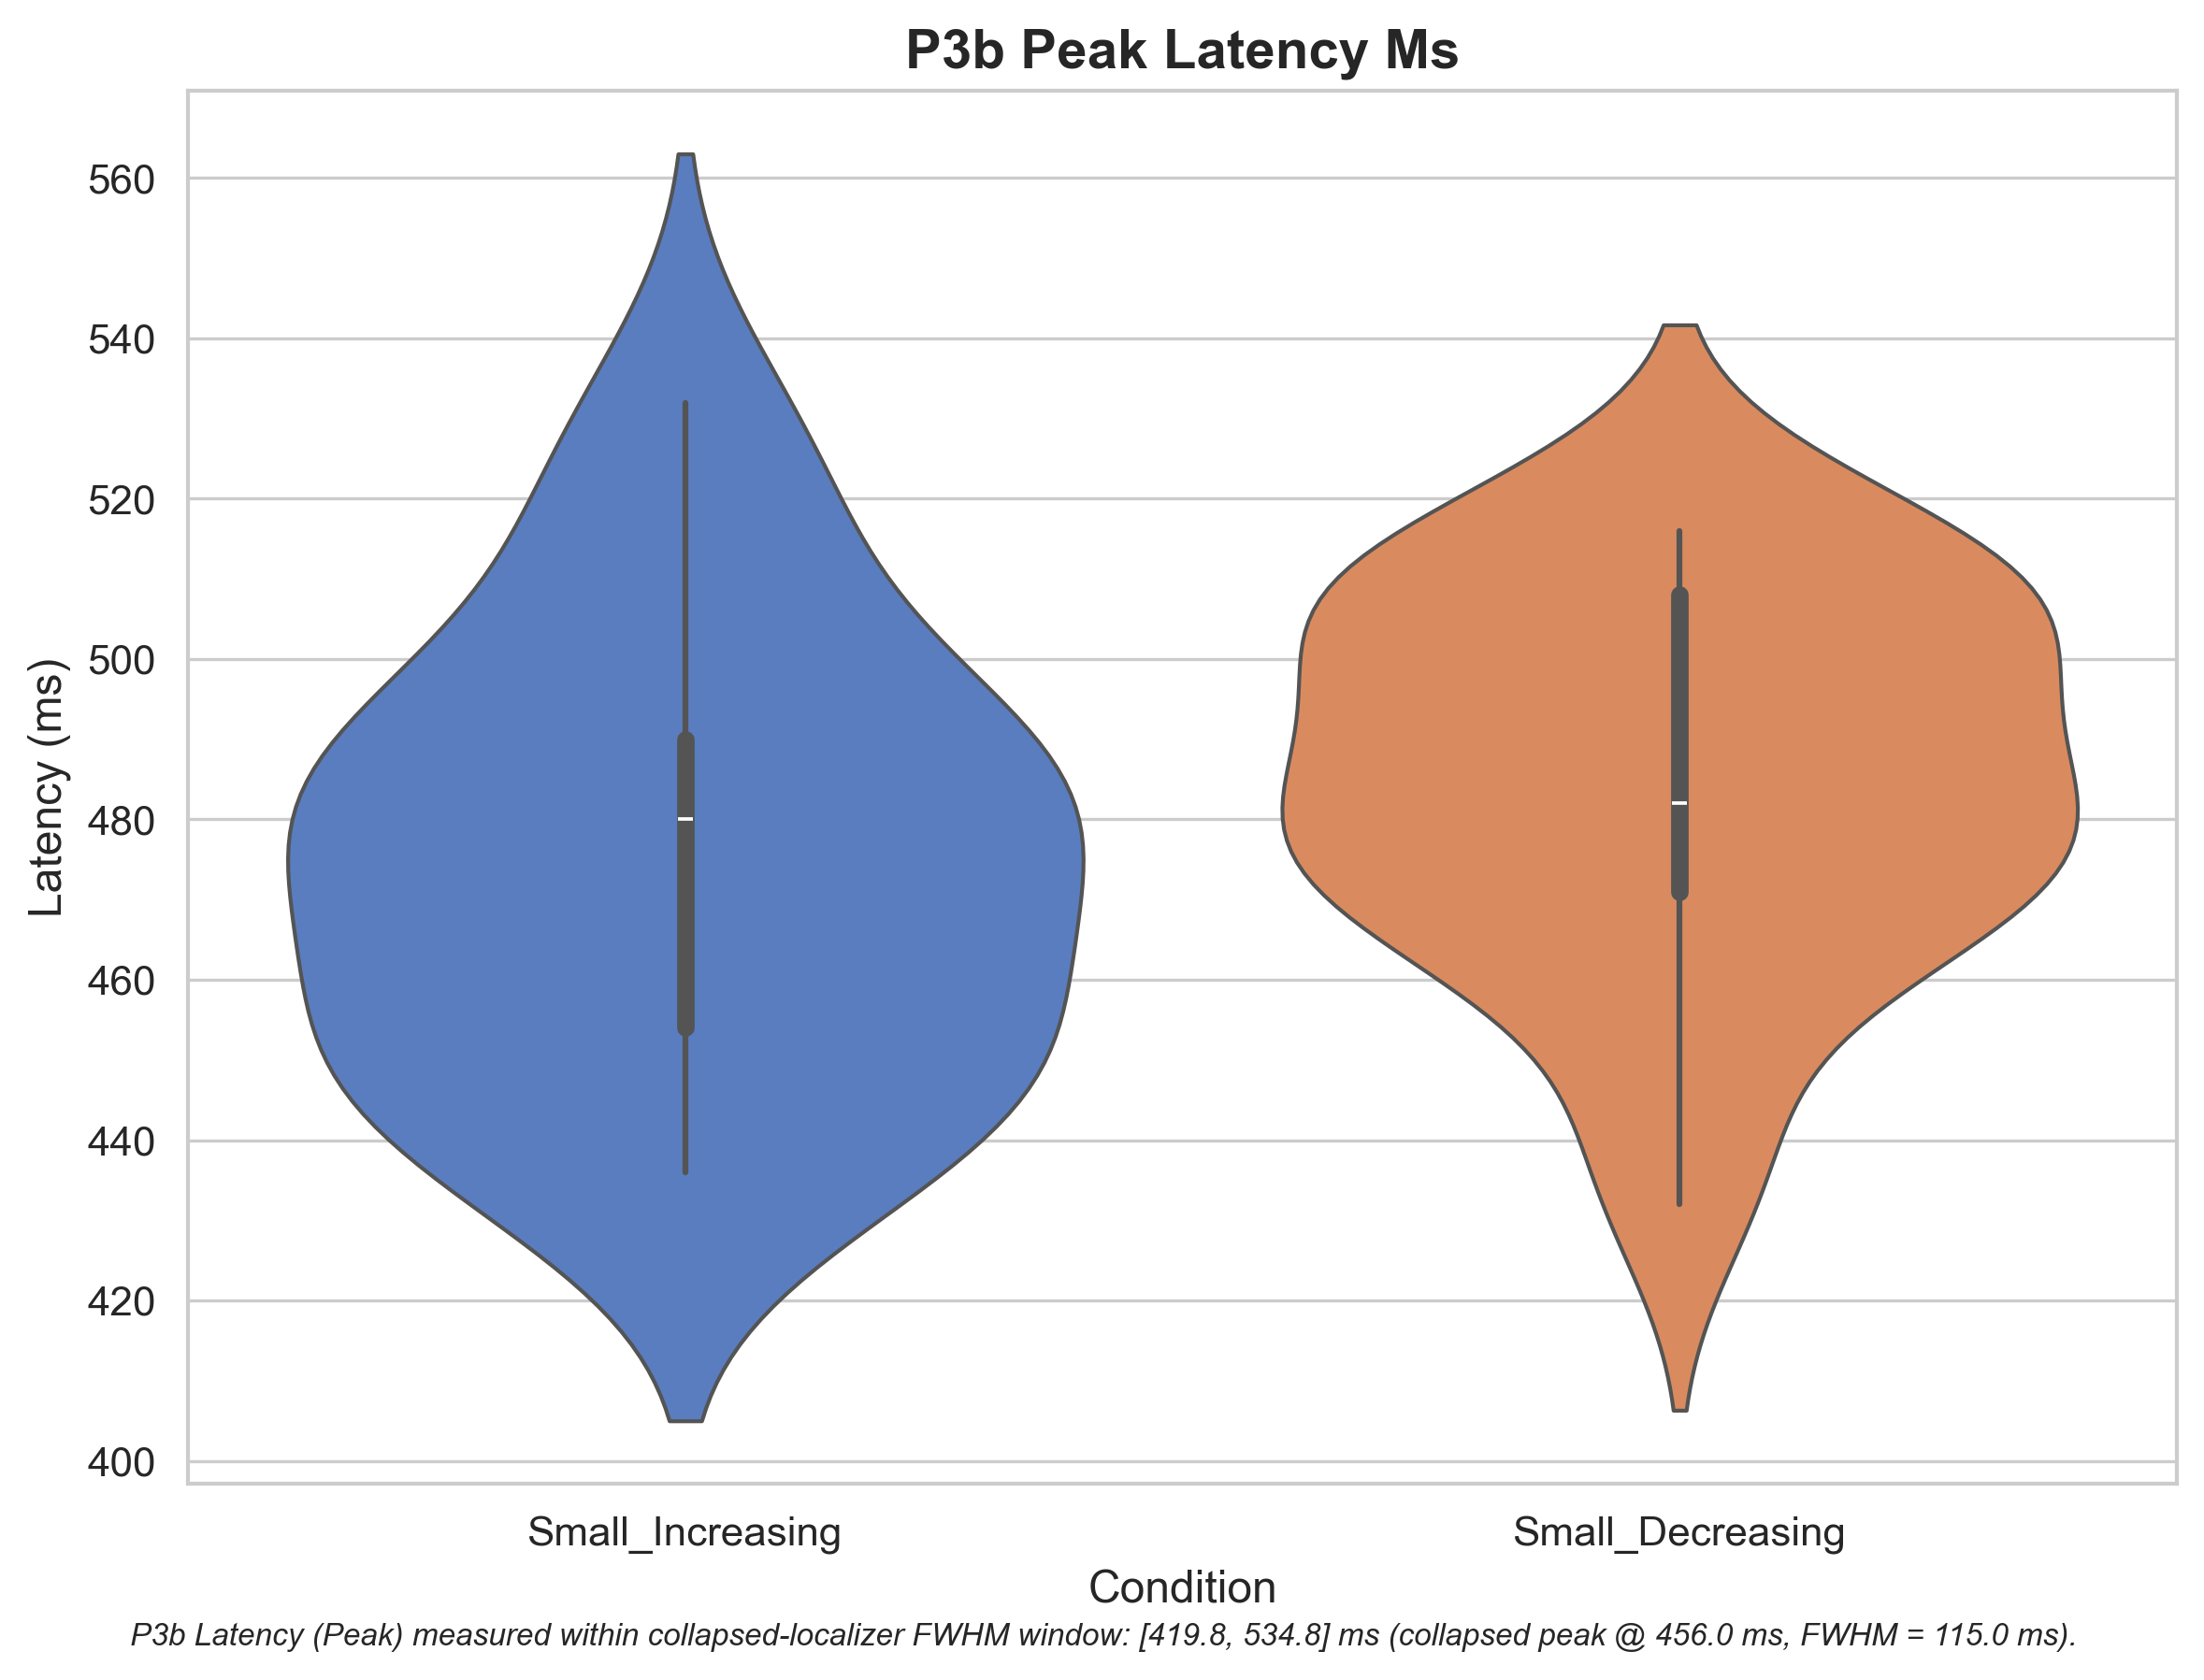 P3b Peak Latency Ms
Latency (ms)
560
540
520
500
480
460
440
420
400
Small_Increasing
Small_Decreasing
Condition
P3b Latency (Peak) measured within collapsed-localizer FWHM window: [419.8, 534.8] ms (collapsed peak @ 456.0 ms, FWHM = 115.0 ms).